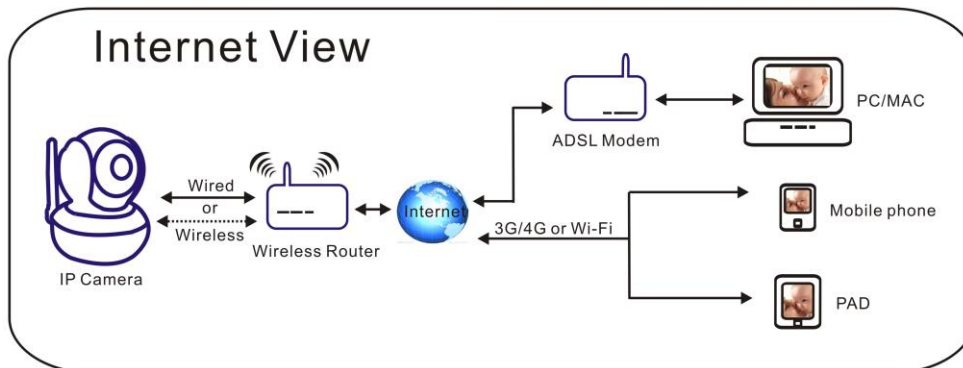 Internet View
ADSL Modem
PC/MAC
Wired
or
Wireless
Internet
Mobile phone
3G/4G or Wi-Fi
Wireless Router
IP Camera
PAD